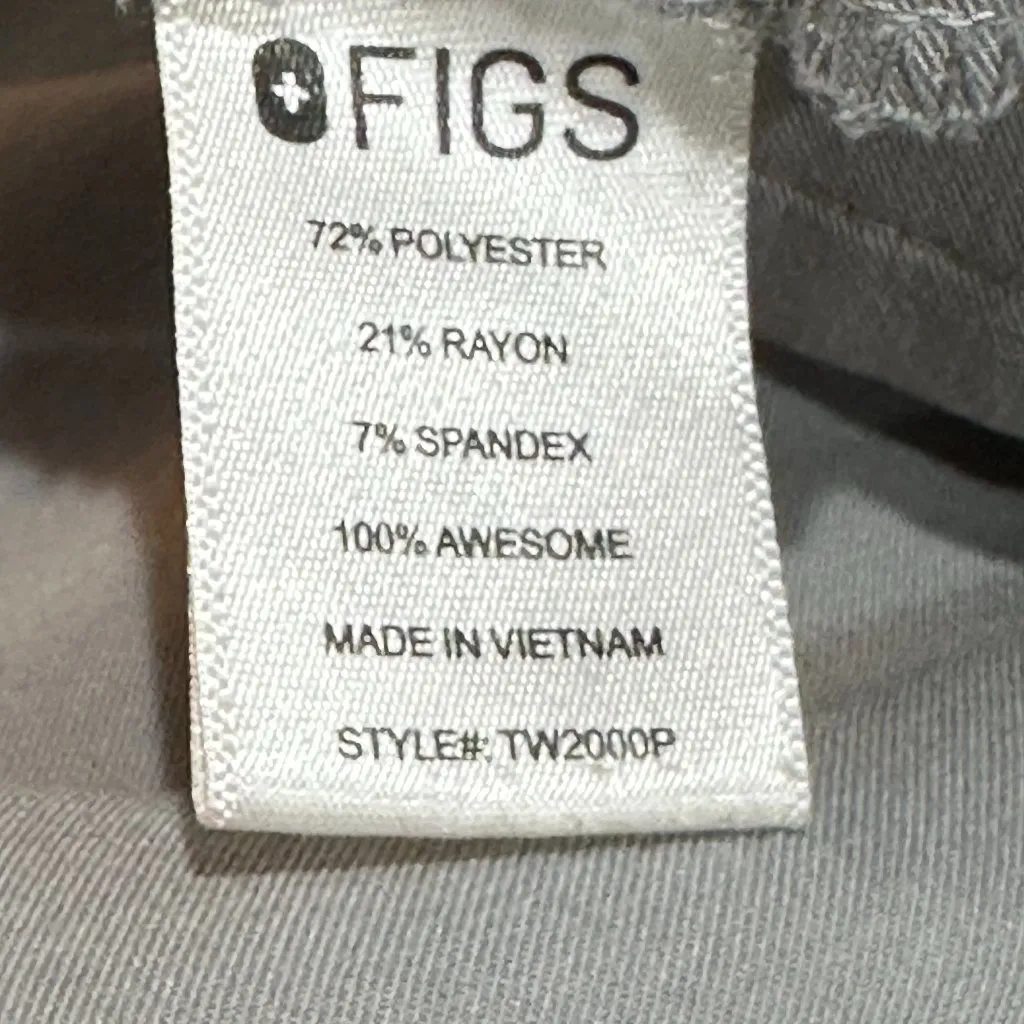 FIGS
72% POLYESTER
21% RAYON
7% SPANDEX
100% AWESOME
MADE IN VIETNAM
STYLE#: TW2000P